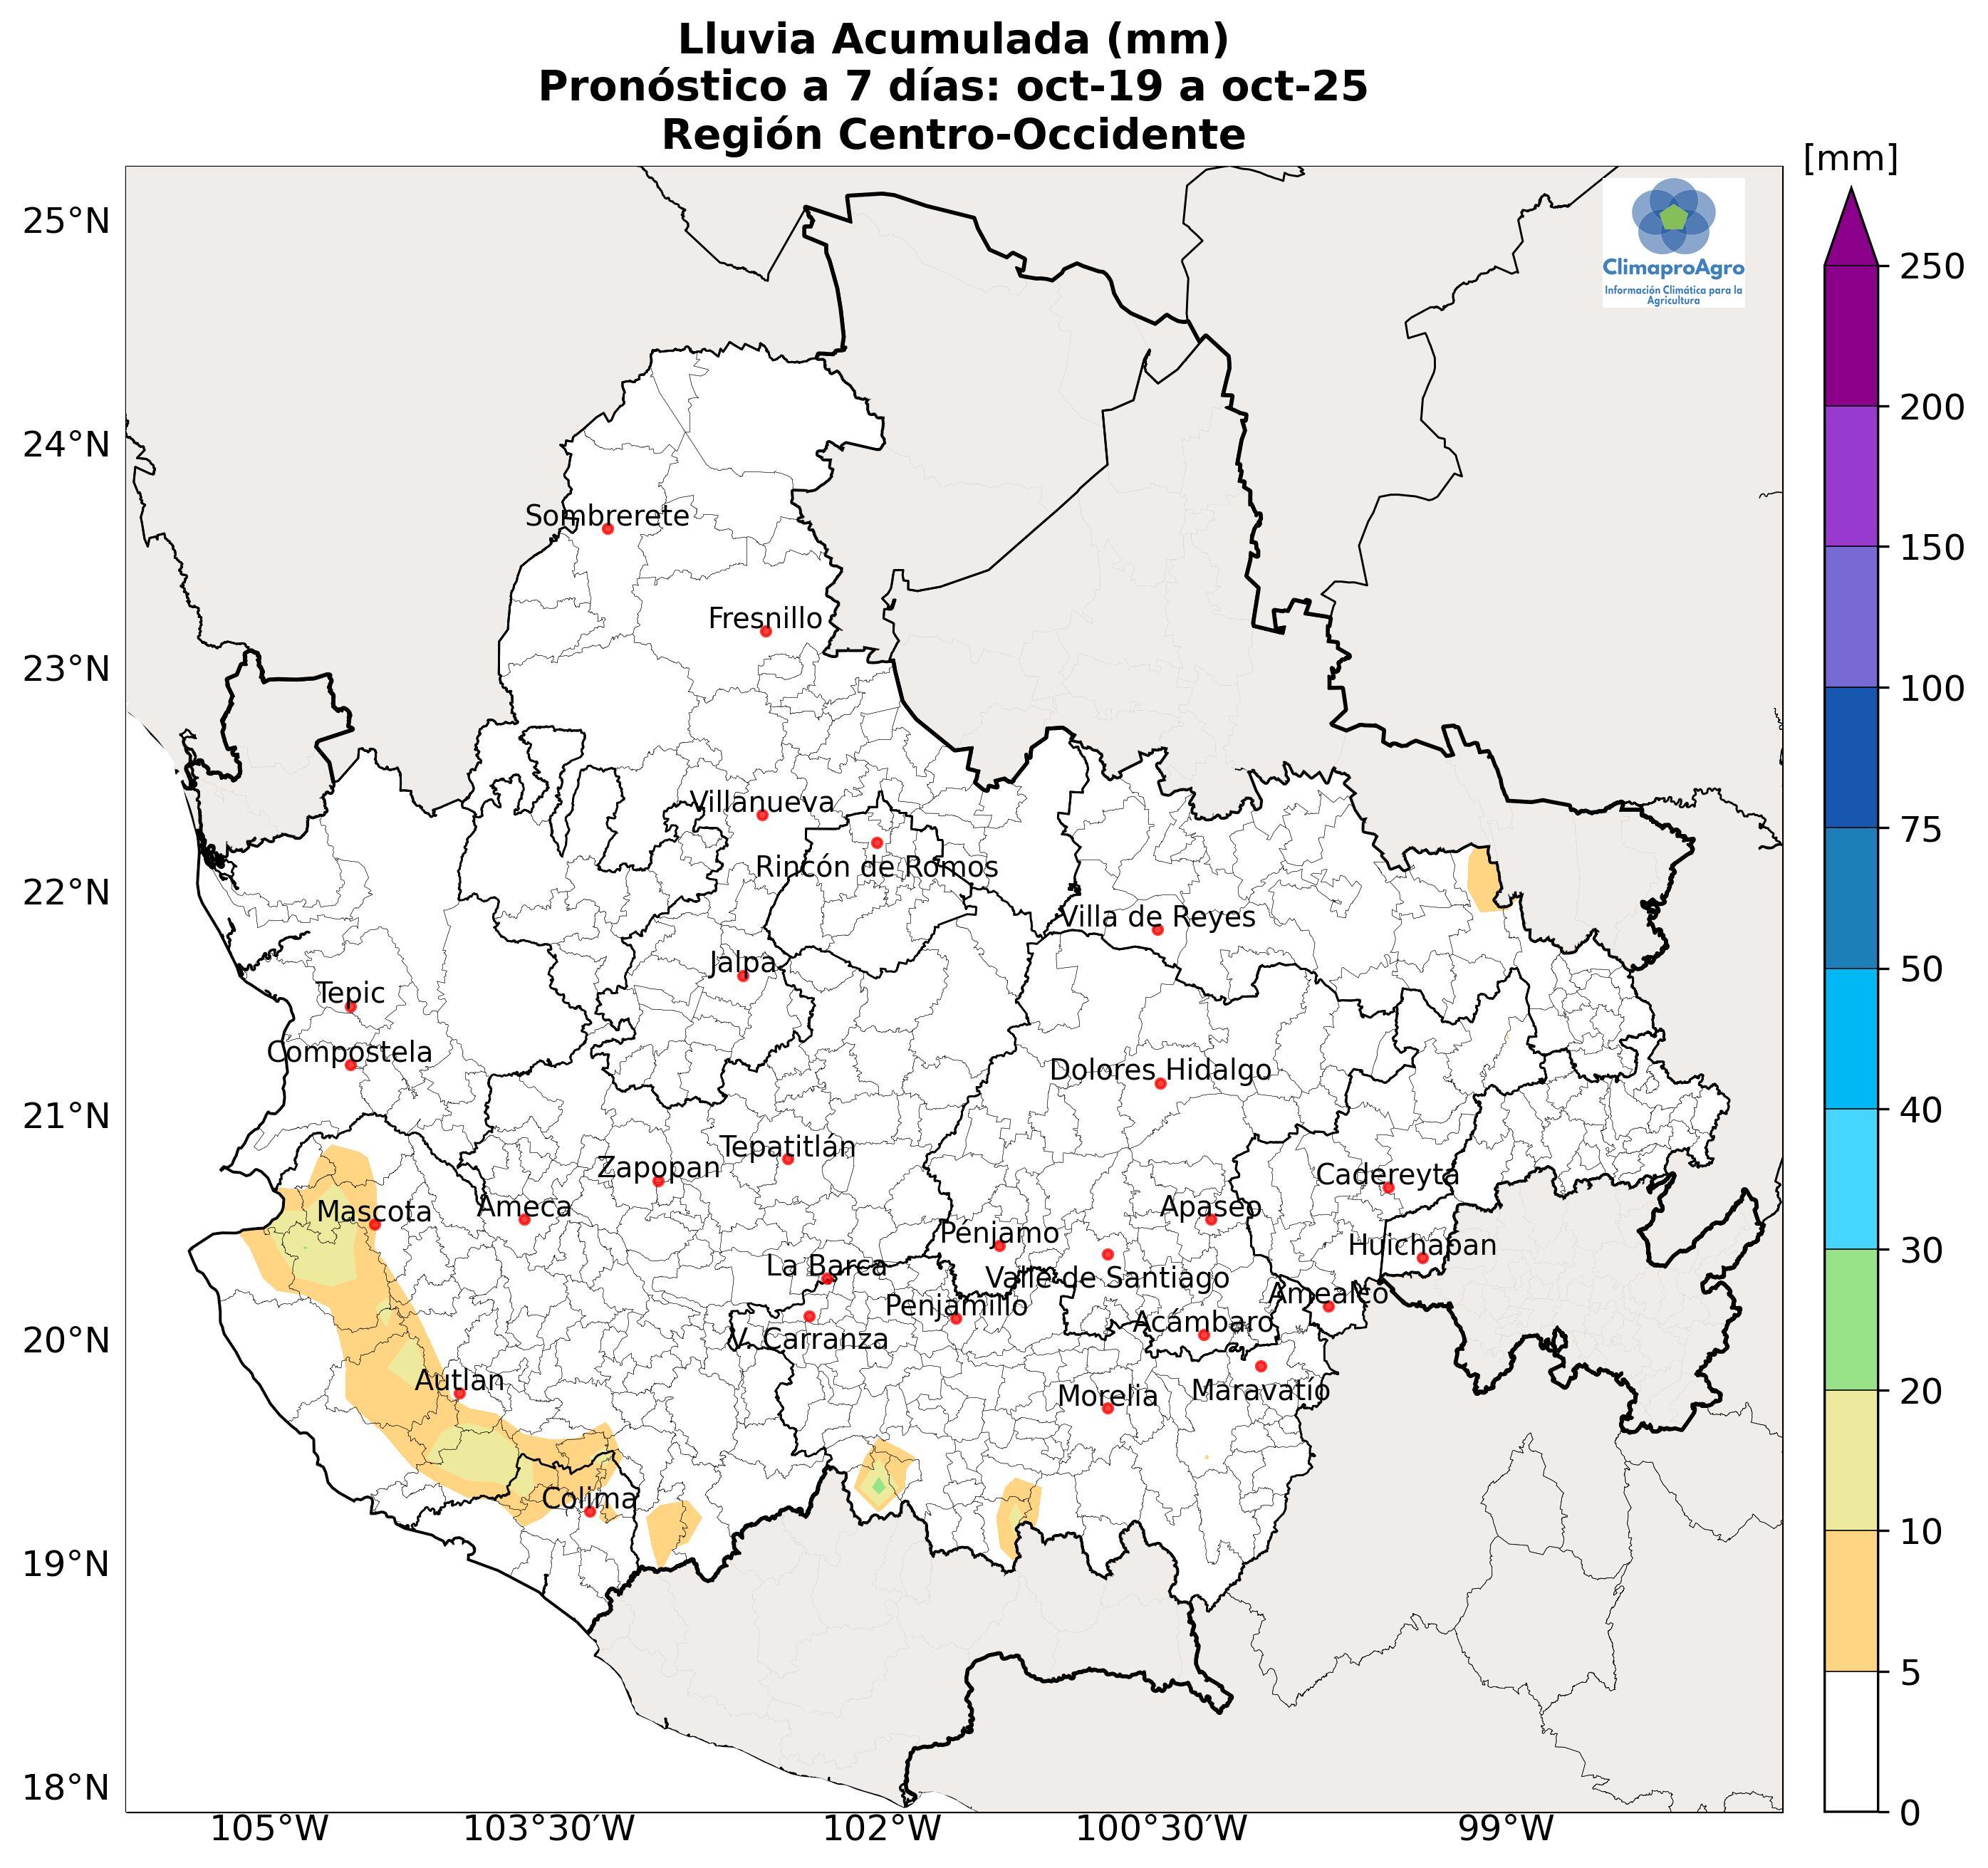 Lluvia Acumulada (mm)
Pronóstico a 7 días: oct-19 a oct-25
Región Centro-Occidente
[mm]
ClimaproAgro
Información Climática para la
Agricultura
25°N
24°N
23°N
22°N
21°N
20°N
19°N
18°N
Sombrerete
Fresnillo
Villanueva
Rincón de Romos
Villa de Reyes
Jalpa
Tepic
Compostela
Dolores Hidalgo
Tepatitlán
Zapopan
Cadereyta
Mascota
Ameca
Apaseo
Pénjamo
Huichapan
La Barca
Valle de Santiago
Amealco
Penjamillo
Acámbaro
V. Carranza
Autlán
Morelia
Maravatío
Colima
250
200
150
100
75
50
40
30
20
10
5
0
105°W
103°30'W
102°W
100°30'W
99°W